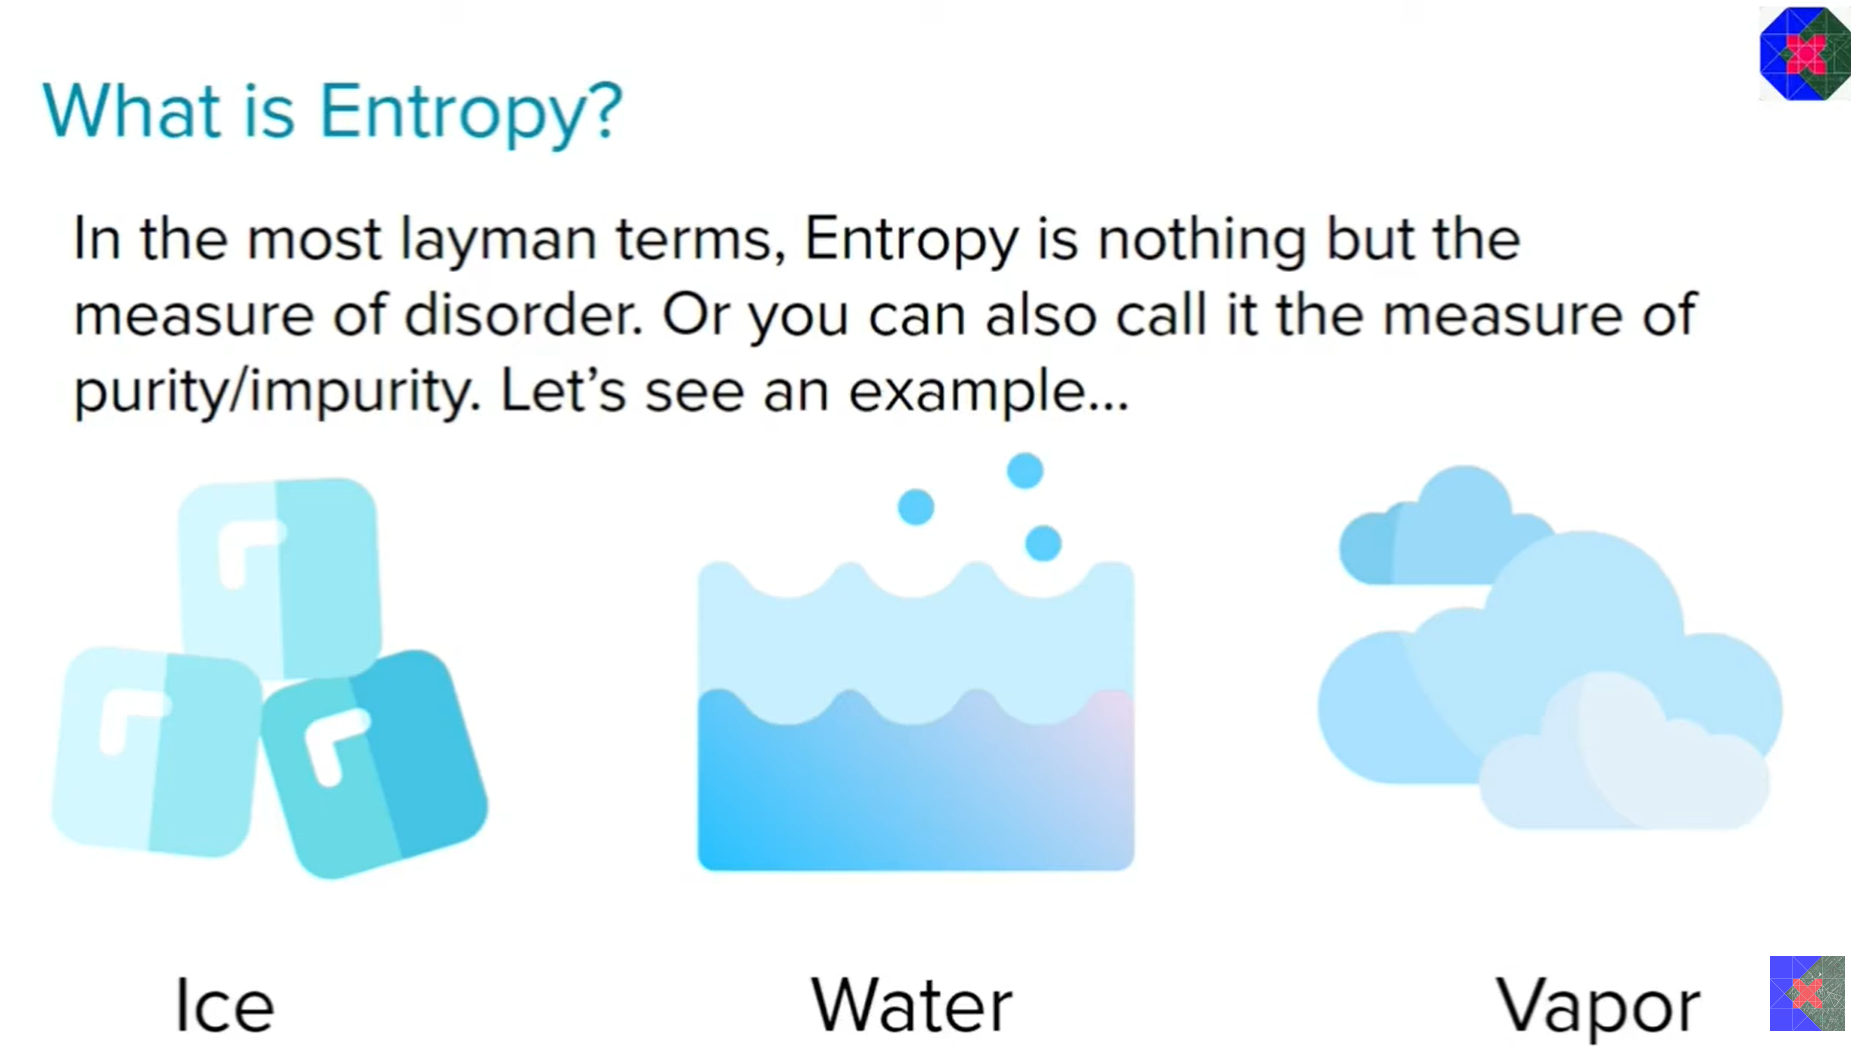 What is Entropy?
In the most layman terms, Entropy is nothing but the
measure of disorder. Or you can also call it the measure of
purity/impurity. Let’s see an example...
Ice
Water
Vapor